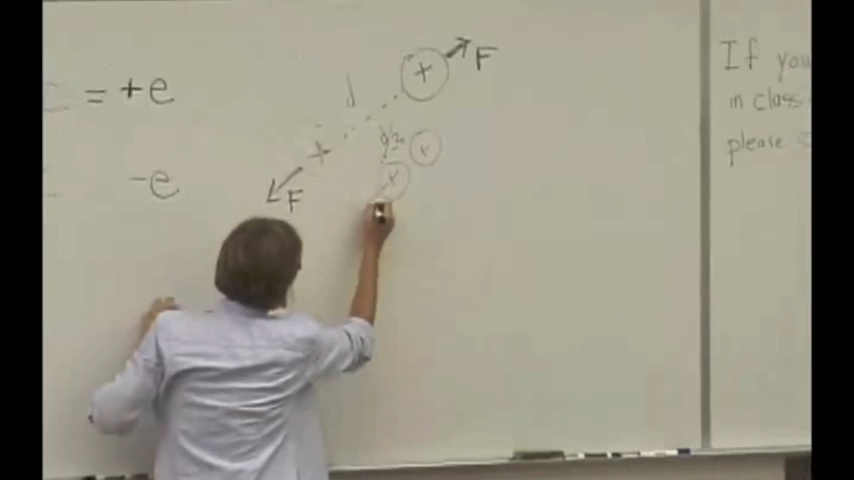 = +e
-e
d
+
F
+
F
+
+
If you
in class
please